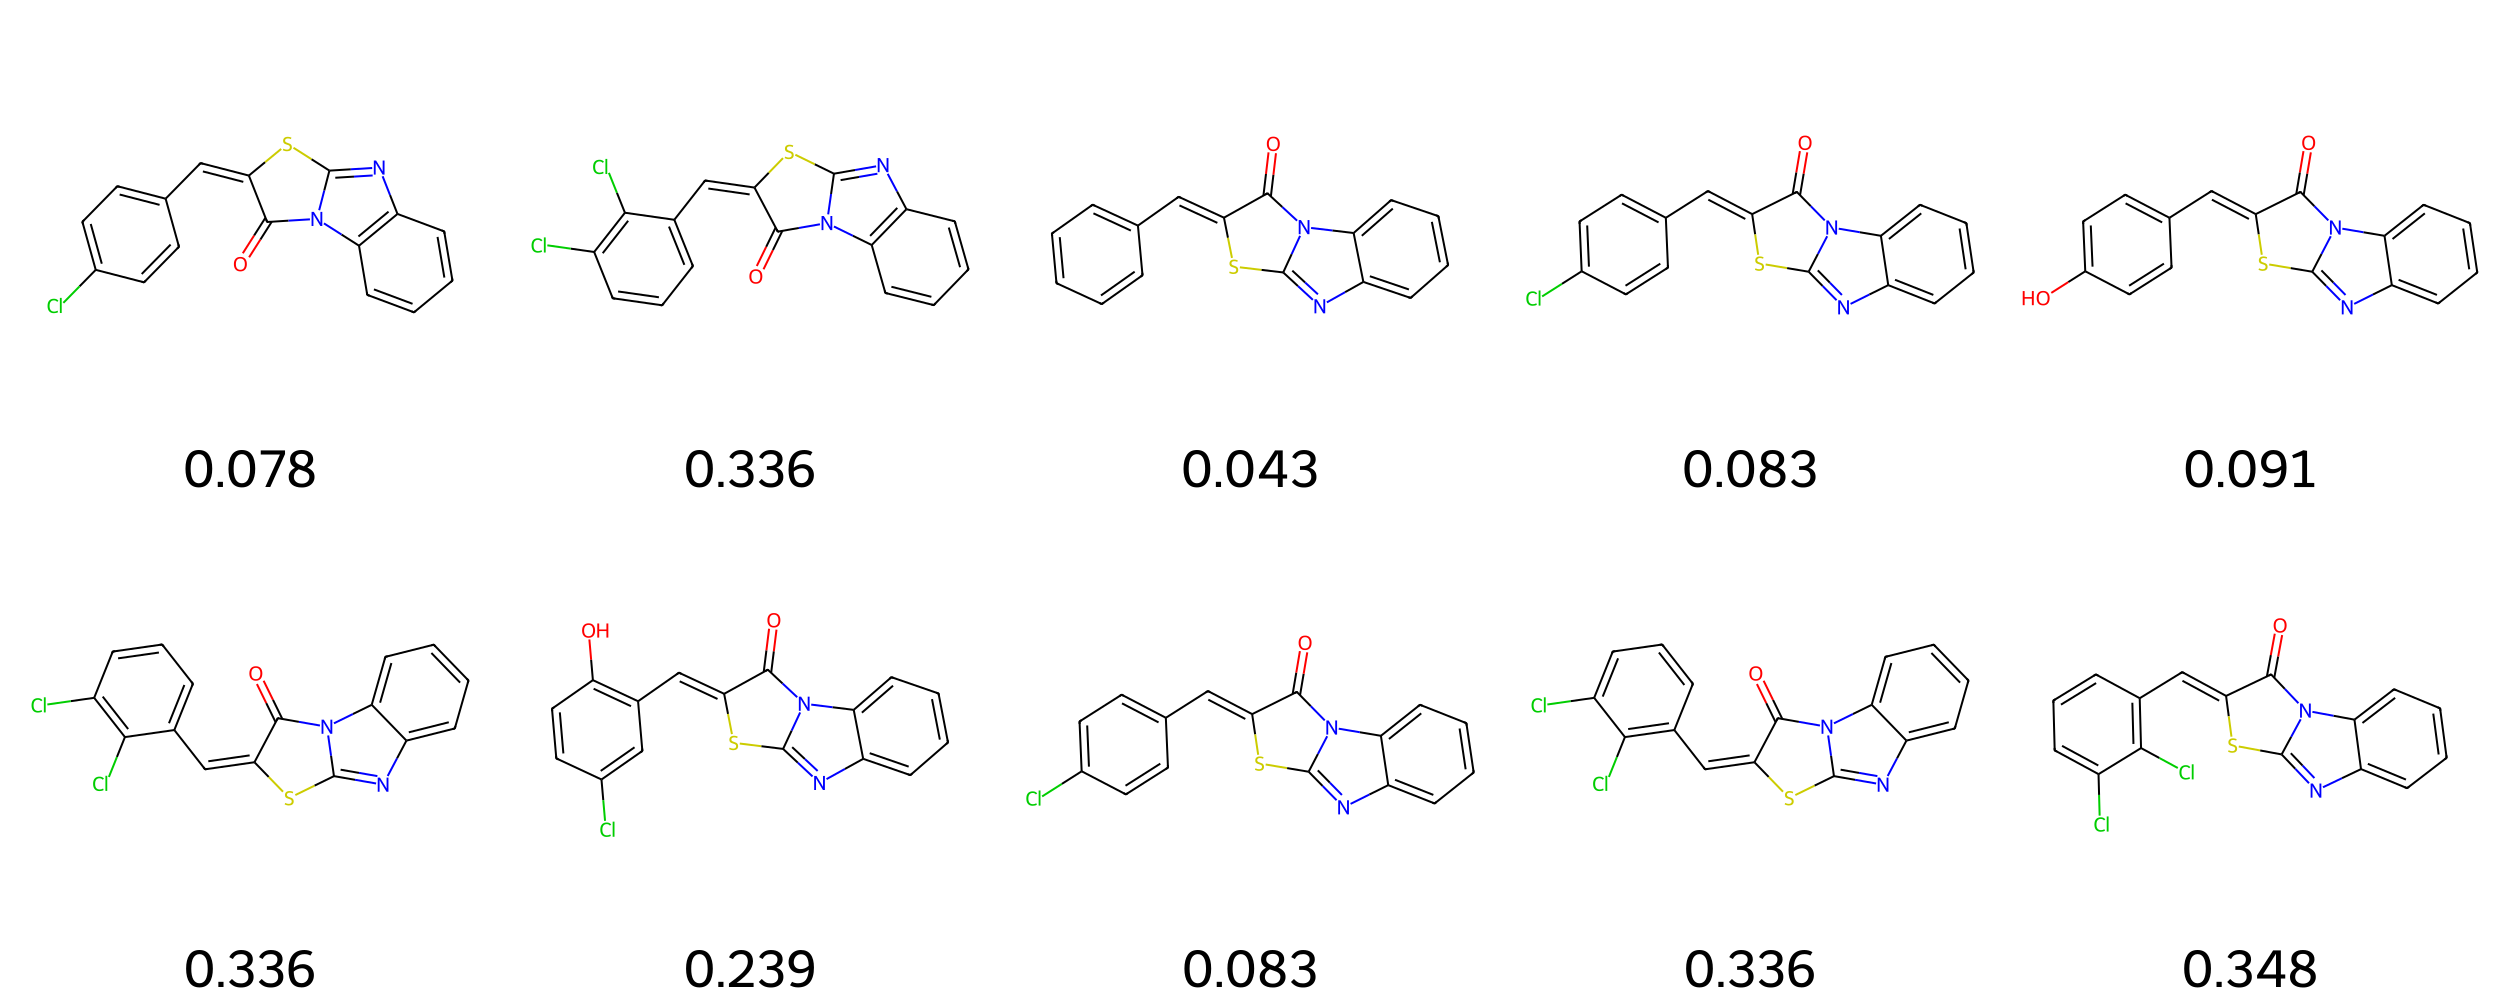 S N N O Cl
Cl Cl S N N O
O N S N
O N S N Cl
O N S N HO
0.078 0.336 0.043 0.083 0.091
Cl Cl O N N S
OH O N S N Cl
O N S N Cl
Cl Cl O N N S
O N S N Cl Cl
0.336 0.239 0.083 0.336 0.348